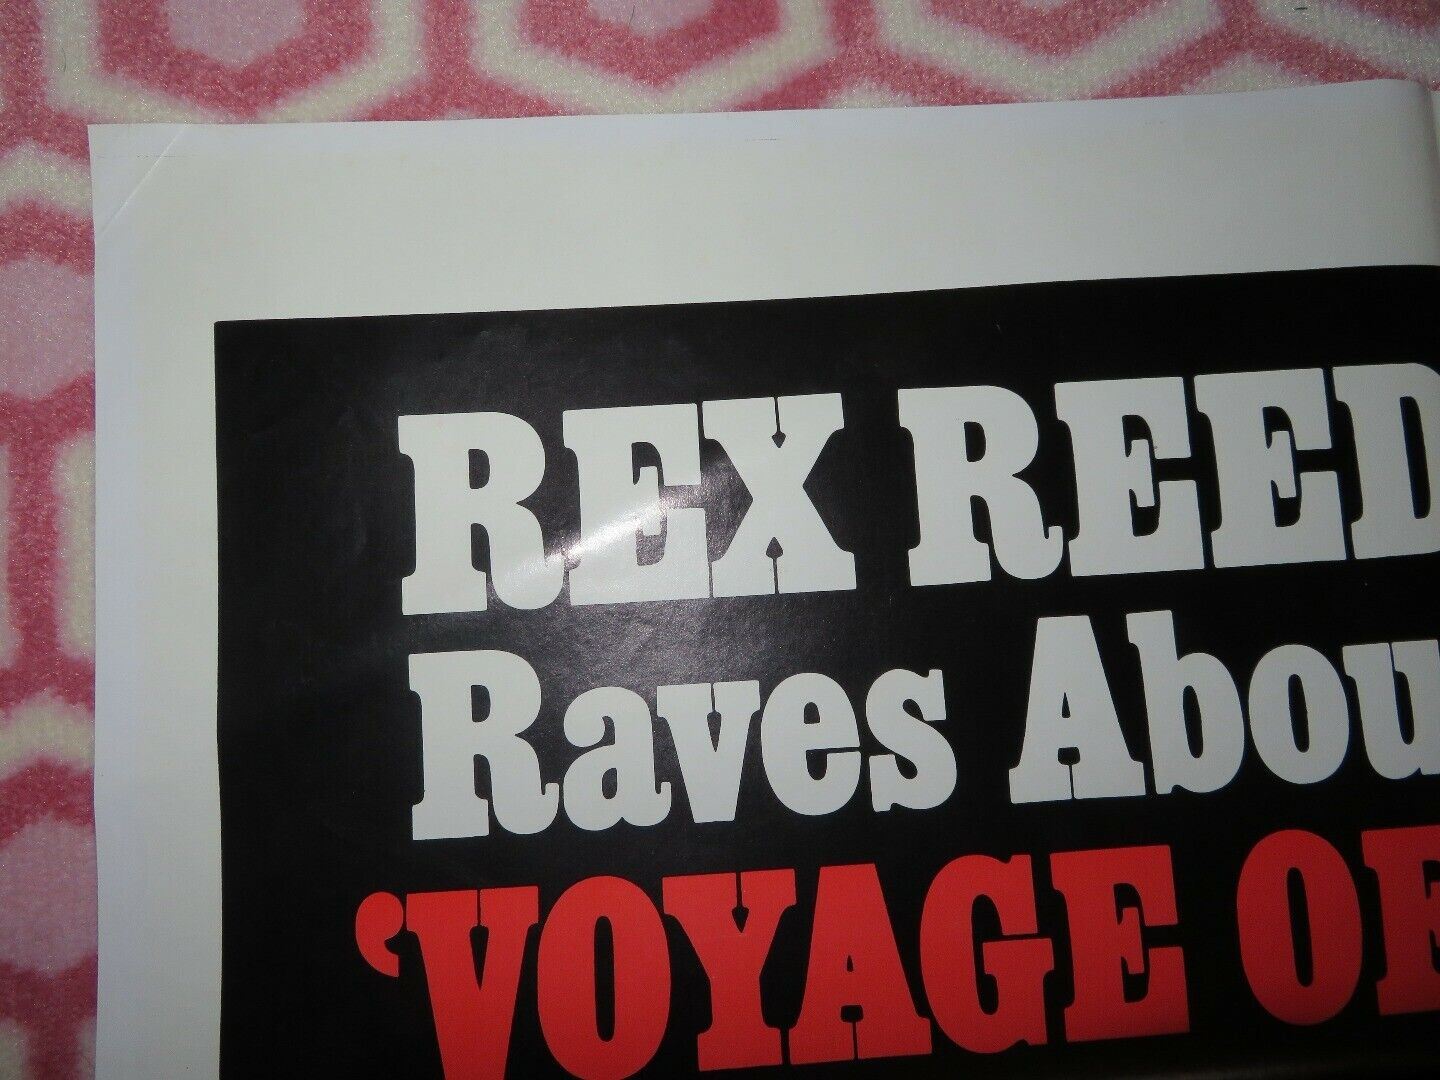 REX REED
Raves Abou
‘VOYAGE OF